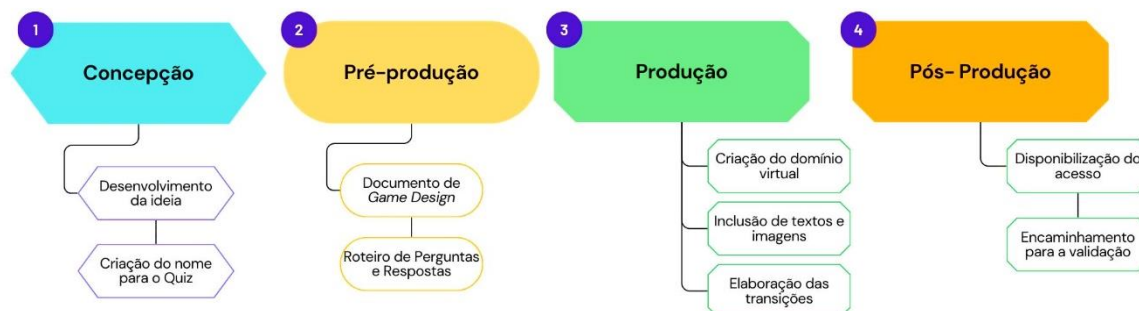 1
Concepção
Desenvolvimento
da ideia
Criação do nome
para o Quiz
2
Pré-produção
Documento de
Game Design
Roteiro de Perguntas
e Respostas
3
Produção
Criação do domínio
virtual
Inclusão de textos e
imagens
Elaboração das
transições
4
Pós- Produção
Disponibilização do
acesso
Encaminhamento
para a validação